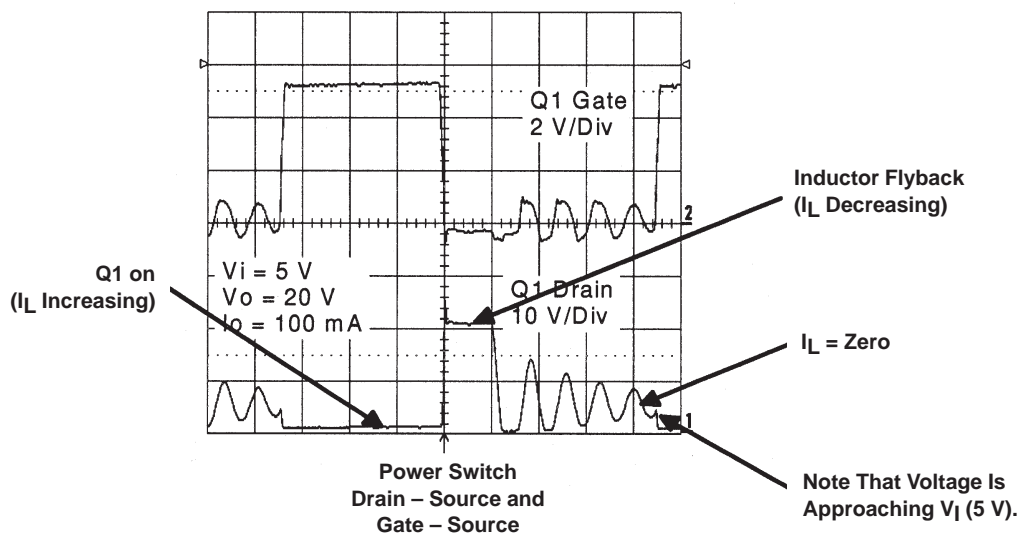 Q1 Gate
2 V/Div
Inductor Flyback
(IL Decreasing)
2
Q1 on
(IL Increasing)
Vi = 5 V
Vo = 20 V
Io = 100 mA
Q1 Drain
10 V/Div
IL = Zero
1
Power Switch
Drain – Source and
Gate – Source
Note That Voltage Is
Approaching VI (5 V).